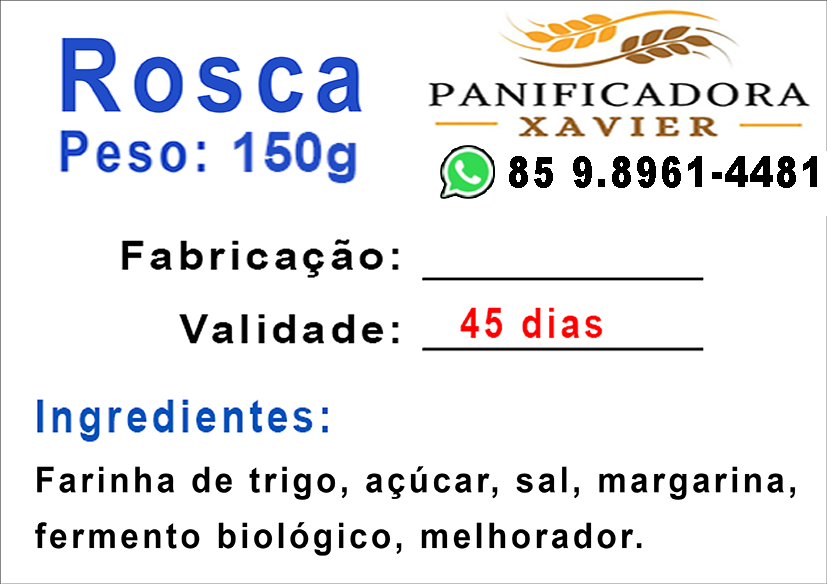 Rosca
Peso: 150g
PANIFICADORA
XAVIER
85 9.8961-4481
Fabricação:
Validade: 45 dias
Ingredientes:
Farinha de trigo, açúcar, sal, margarina,
fermento biológico, melhorador.